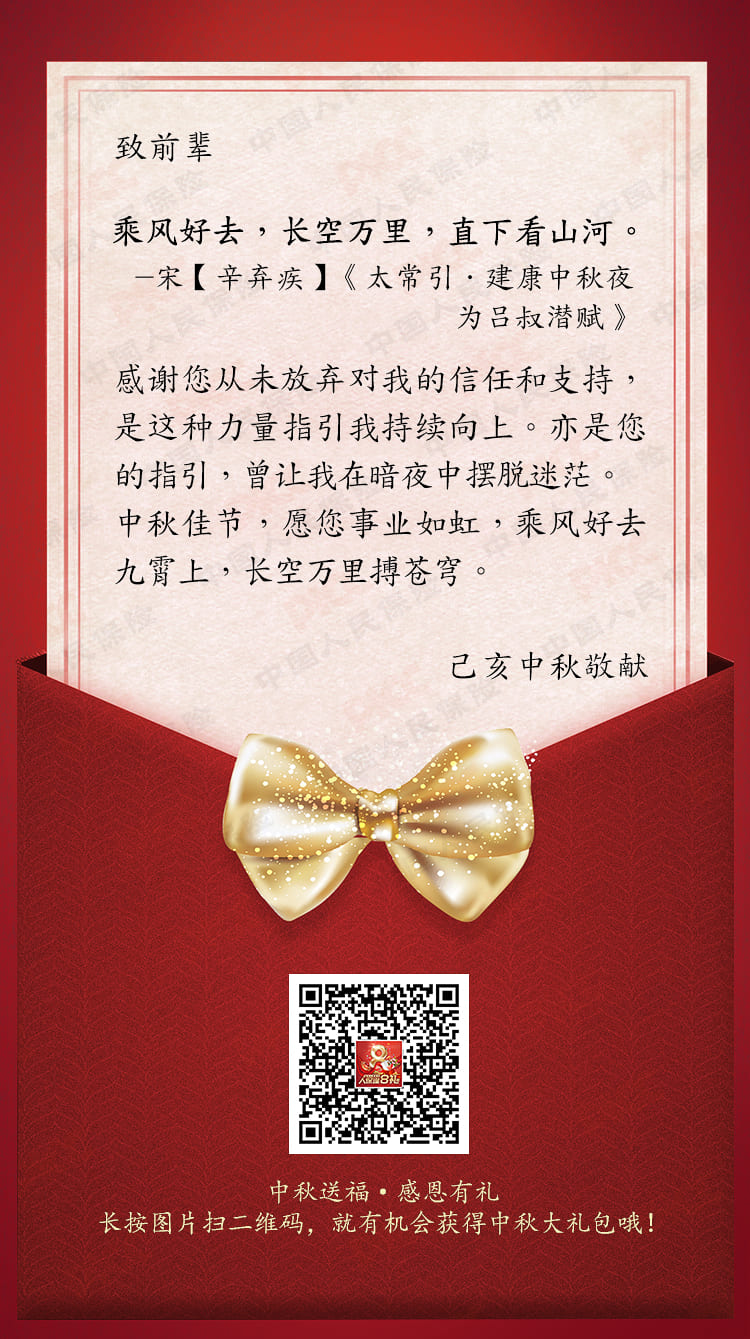 致前辈
乘风好去，长空万里，直下看山河。
—宋【辛弃疾】《太常引·建康中秋夜
为吕叔潜赋》
感谢您从未放弃对我的信任和支持，
是这种力量指引我持续向上。亦是您
的指引，曾让我在暗夜中摆脱迷茫。
中秋佳节，愿您事业如虹，乘风好去
九霄上，长空万里搏苍穹。
己亥中秋敬献
中秋送福·感恩有礼
长按图片扫二维码，就有机会获得中秋大礼包哦！
中国人民保险